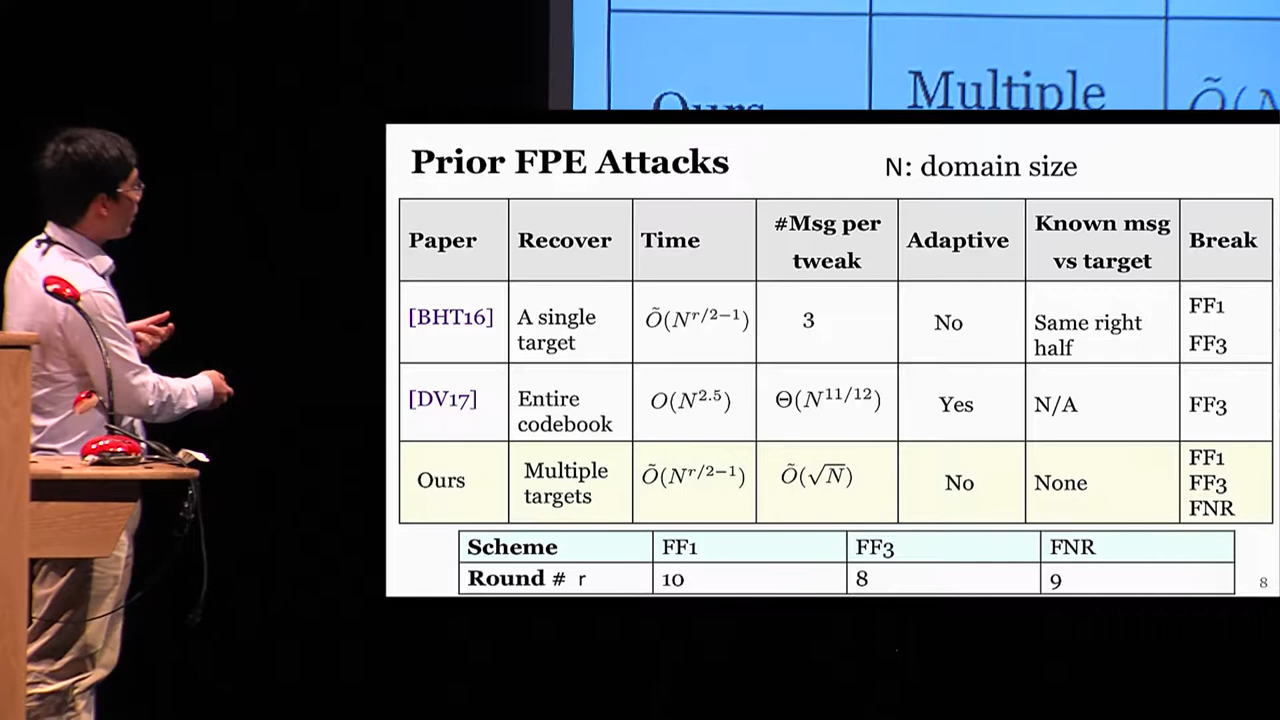 Ours
Multiple
Õ(N
Prior FPE Attacks
N: domain size
Paper
Recover
Time
#Msg per
tweak
Adaptive
Known msg
vs target
Break
[BHT16]
A single
target
Õ(N^{r/2−1})
3
No
Same right
half
FF1
FF3
[DV17]
Entire
codebook
O(N^{2.5})
Θ(N^{11/12})
Yes
N/A
FF3
Ours
Multiple
targets
Õ(N^{r/2−1})
Õ(√N)
No
None
FF1
FF3
FNR
Scheme
FF1
FF3
FNR
Round # r
10
8
9
8